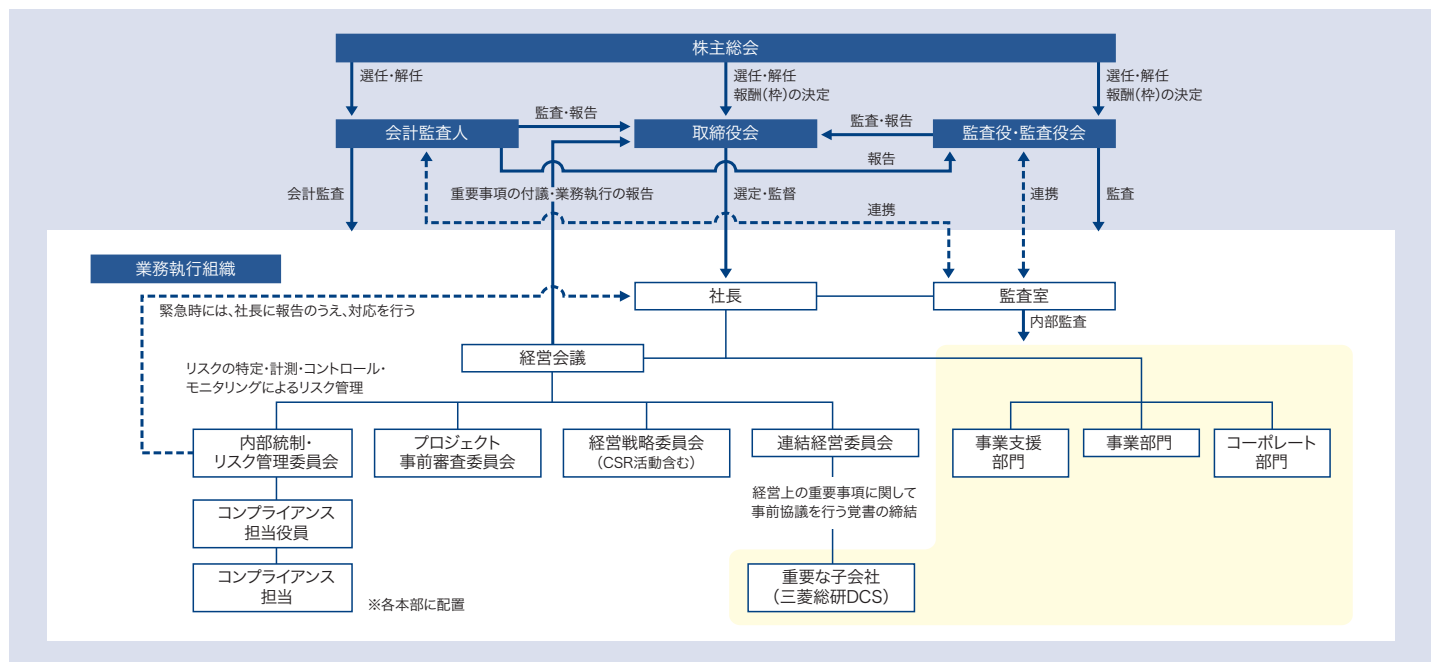 株主総会
選任・解任
選任・解任
報酬(枠)の決定
選任・解任
報酬(枠)の決定
監査・報告
監査・報告
会計監査人
取締役会
監査役・監査役会
報告
会計監査
重要事項の付議・業務執行の報告
選定・監督
連携
連携
監査
業務執行組織
社長
監査室
緊急時には、社長に報告のうえ、対応を行う
内部監査
経営会議
リスクの特定・計測・コントロール・
モニタリングによるリスク管理
内部統制・
リスク管理委員会
プロジェクト
事前審査委員会
経営戦略委員会
(CSR活動含む)
連結経営委員会
事業支援
部門
事業部門
コーポレート
部門
経営上の重要事項に関して
事前協議を行う覚書の締結
コンプライアンス
担当役員
コンプライアンス
担当
※各本部に配置
重要な子会社
(三菱総研DCS)